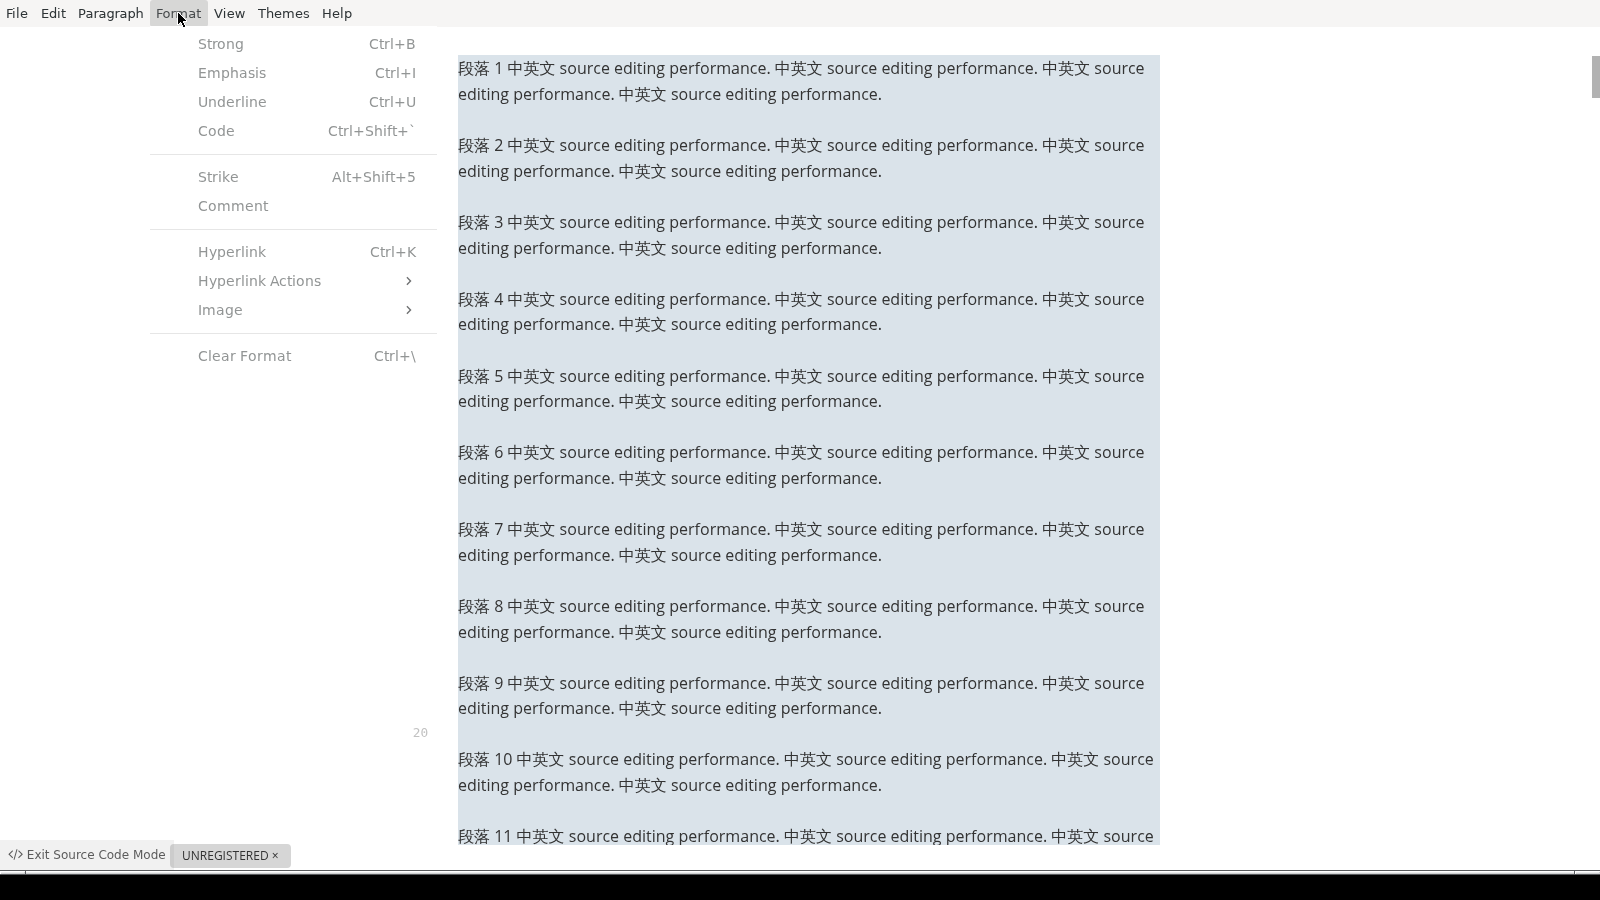 File Edit Paragraph Format View Themes Help
Strong Ctrl+B
Emphasis Ctrl+I
Underline Ctrl+U
Code Ctrl+Shift+`
Strike Alt+Shift+5
Comment
Hyperlink Ctrl+K
Hyperlink Actions
Image
Clear Format Ctrl+\
段落 1 中英文 source editing performance. 中英文 source editing performance. 中英文 source
editing performance. 中英文 source editing performance.
段落 2 中英文 source editing performance. 中英文 source editing performance. 中英文 source
editing performance. 中英文 source editing performance.
段落 3 中英文 source editing performance. 中英文 source editing performance. 中英文 source
editing performance. 中英文 source editing performance.
段落 4 中英文 source editing performance. 中英文 source editing performance. 中英文 source
editing performance. 中英文 source editing performance.
段落 5 中英文 source editing performance. 中英文 source editing performance. 中英文 source
editing performance. 中英文 source editing performance.
段落 6 中英文 source editing performance. 中英文 source editing performance. 中英文 source
editing performance. 中英文 source editing performance.
段落 7 中英文 source editing performance. 中英文 source editing performance. 中英文 source
editing performance. 中英文 source editing performance.
段落 8 中英文 source editing performance. 中英文 source editing performance. 中英文 source
editing performance. 中英文 source editing performance.
段落 9 中英文 source editing performance. 中英文 source editing performance. 中英文 source
editing performance. 中英文 source editing performance.
20
段落 10 中英文 source editing performance. 中英文 source editing performance. 中英文 source
editing performance. 中英文 source editing performance.
段落 11 中英文 source editing performance. 中英文 source editing performance. 中英文 source
</> Exit Source Code Mode UNREGISTERED ×